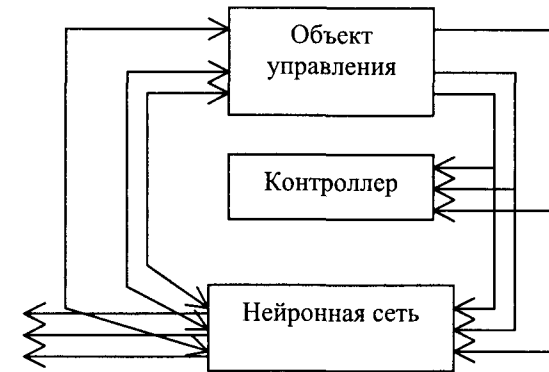 Объект
управления
Контроллер
Нейронная сеть